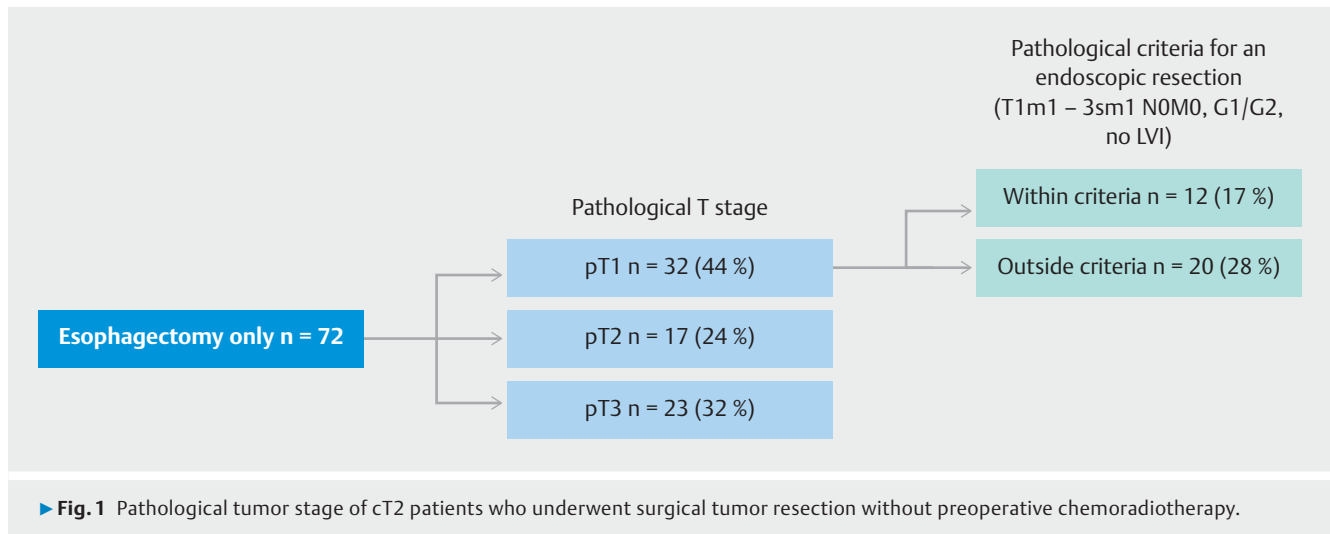 Pathological criteria for an
endoscopic resection
(T1m1 – 3sm1 N0M0, G1/G2,
no LVI)
Within criteria n = 12 (17 %)
Pathological T stage
pT1 n = 32 (44 %)
Outside criteria n = 20 (28 %)
Esophagectomy only n = 72
pT2 n = 17 (24 %)
pT3 n = 23 (32 %)
▶ Fig. 1 Pathological tumor stage of cT2 patients who underwent surgical tumor resection without preoperative chemoradiotherapy.